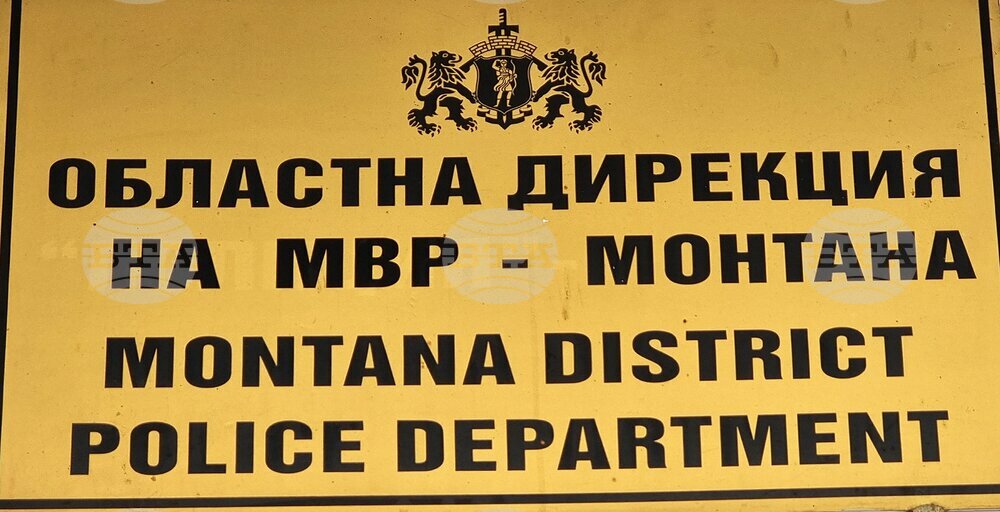 ОБЛАСТНА ДИРЕКЦИЯ
НА МВР - МОНТАНА
MONTANA DISTRICT
POLICE DEPARTMENT